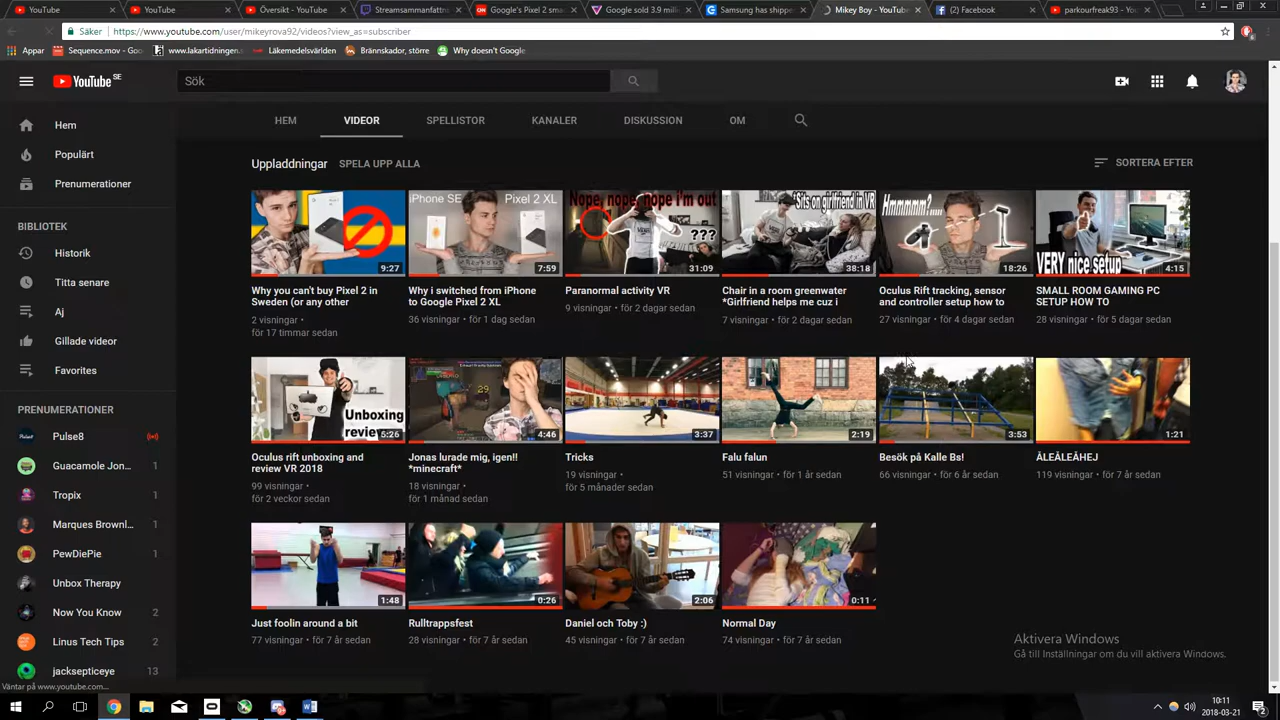 YouTube
YouTube
Översikt - YouTube
Streamsammanfattn
Google's Pixel 2 sma
Google sold 3.9 milli
Samsung has shipped
Mikey Boy - YouTube
(2) Facebook
parkourfreak93 - You
Säker
https://www.youtube.com/user/mikeyrova92/videos?view_as=subscriber
Appar
Sequence.mov - Goo
www.lakartidningen.
Läkemedelsvärlden
Brännskador, större
Why doesn't Google
YouTube SE
Sök
HEM
VIDEOR
SPELLISTOR
KANALER
DISKUSSION
OM
Hem
Populärt
Prenumerationer
BIBLIOTEK
Historik
Titta senare
Aj
Gillade videor
Favorites
PRENUMERATIONER
Pulse8
Guacamole Jon... 1
Tropix 1
Marques Brownl... 1
PewDiePie 1
Unbox Therapy
Now You Know 2
Linus Tech Tips 2
jacksepticeye 13
Uppladdningar
SPELA UPP ALLA
SORTERA EFTER
9:27
Why you can't buy Pixel 2 in
Sweden (or any other
2 visningar •
för 17 timmar sedan
iPhone SE
Pixel 2 XL
7:59
Why i switched from iPhone
to Google Pixel 2 XL
36 visningar • för 1 dag sedan
Nope, nope, nope i'm out
???
31:09
Paranormal activity VR
9 visningar • för 2 dagar sedan
*Sits on girlfriend in VR
38:18
Chair in a room greenwater
*Girlfriend helps me cuz i
7 visningar • för 2 dagar sedan
Hmmmmm?.....
18:26
Oculus Rift tracking, sensor
and controller setup how to
27 visningar • för 4 dagar sedan
VERY nice setup
4:15
SMALL ROOM GAMING PC
SETUP HOW TO
28 visningar • för 5 dagar sedan
Unboxing
review
5:26
Oculus rift unboxing and
review VR 2018
99 visningar •
för 2 veckor sedan
29
4:46
Jonas lurade mig, igen!!
*minecraft*
18 visningar •
för 1 månad sedan
3:37
Tricks
19 visningar •
för 5 månader sedan
2:19
Falu falun
51 visningar • för 1 år sedan
3:53
Besök på Kalle Bs!
66 visningar • för 6 år sedan
1:21
ÅLEÅLEÅHEJ
119 visningar • för 7 år sedan
1:48
Just foolin around a bit
77 visningar • för 7 år sedan
0:26
Rulltrappsfest
28 visningar • för 7 år sedan
2:06
Daniel och Toby :)
45 visningar • för 7 år sedan
0:11
Normal Day
74 visningar • för 7 år sedan
Aktivera Windows
Gå till Inställningar om du vill aktivera Windows.
Väntar på www.youtube.com...
10:11
2018-03-21
2